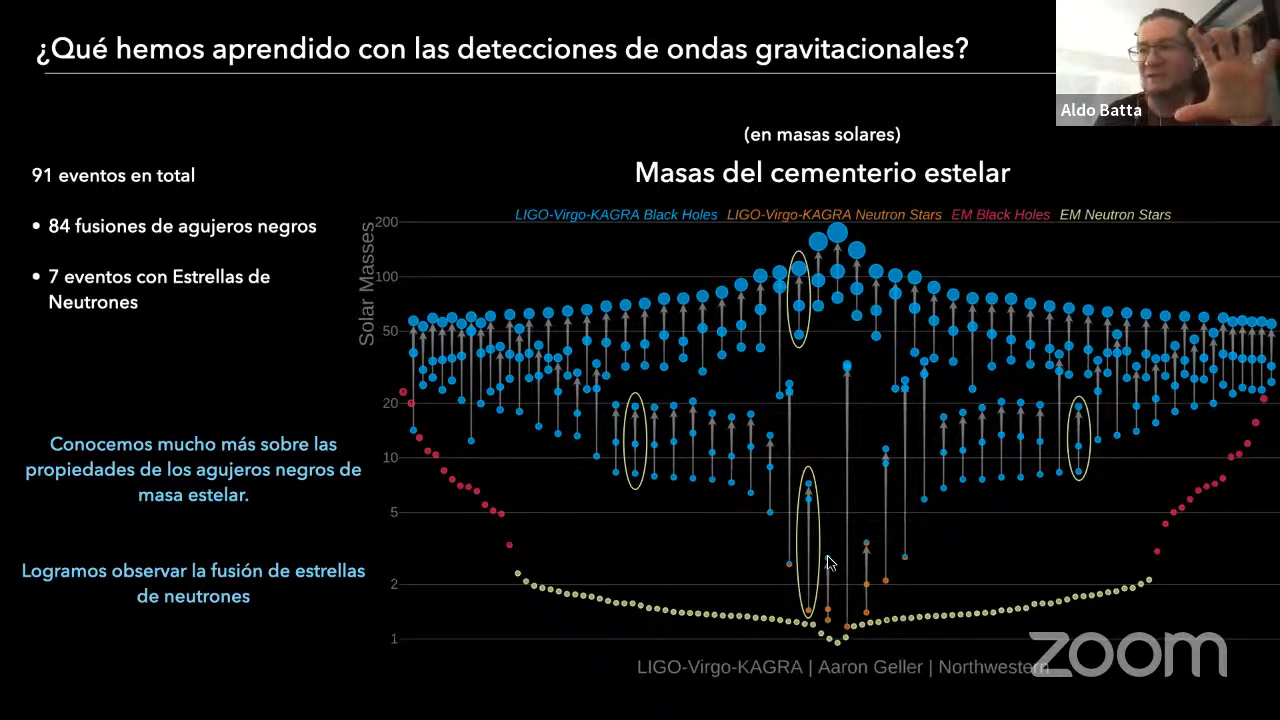 ¿Qué hemos aprendido con las detecciones de ondas gravitacionales?
Aldo Batta
(en masas solares)
Masas del cementerio estelar
91 eventos en total
• 84 fusiones de agujeros negros
• 7 eventos con Estrellas de
Neutrones
Conocemos mucho más sobre las
propiedades de los agujeros negros de
masa estelar.
Logramos observar la fusión de estrellas
de neutrones
LIGO-Virgo-KAGRA Black Holes LIGO-Virgo-KAGRA Neutron Stars EM Black Holes EM Neutron Stars
Solar Masses
200
100
50
20
10
5
2
1
LIGO-Virgo-KAGRA | Aaron Geller | Northwestern
zoom